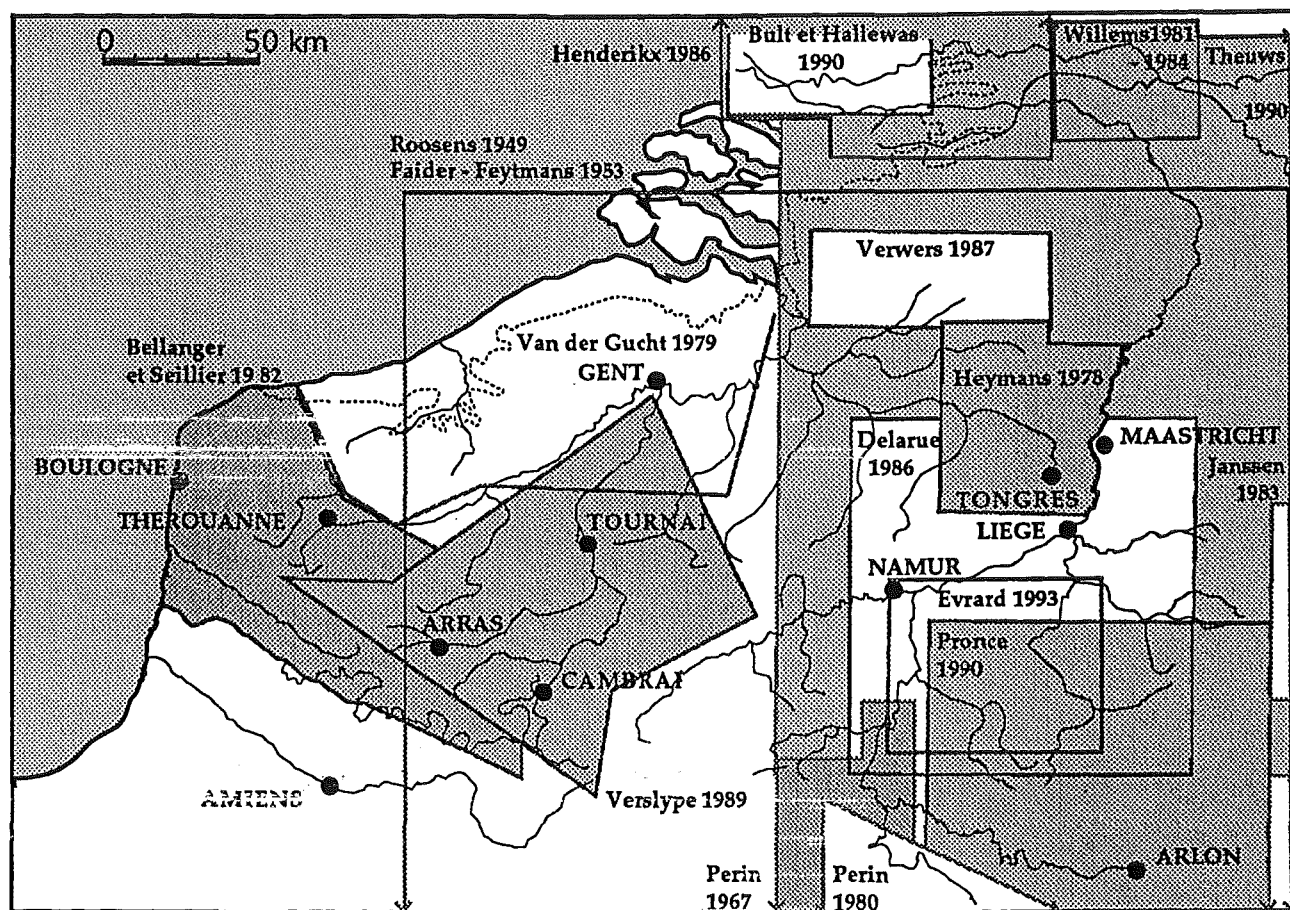 0 50 km
Henderikx 1986
Bult et Hallewas
1990
Willems1981
- 1984
Theuws
1990
Roosens 1949
Faider - Feytmans 1953
Verwers 1987
Bellanger
et Seillier 1982
Van der Gucht 1979
GENT
Heymans 1978
Delarue
1986
MAASTRICHT
Janssen
1983
BOULOGNE
THEROUANNE
TOURNAI
TONGRES
LIEGE
NAMUR
Evrard 1993
ARRAS
Pronce
1990
CAMBRAI
AMIENS
Verslype 1989
Perin
1967
Perin
1980
ARLON